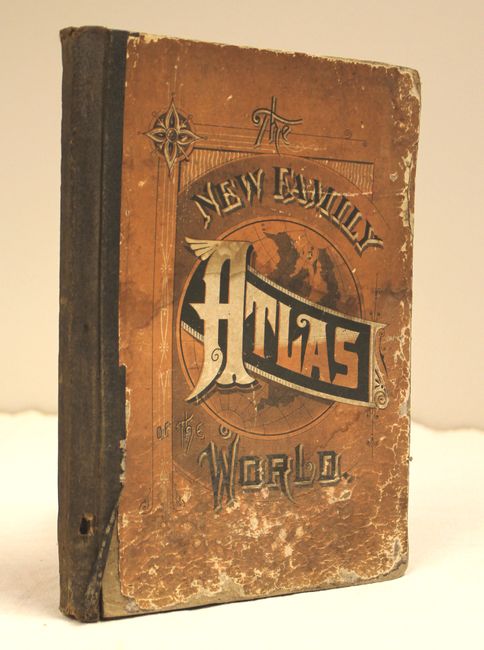 The
NEW FAMILY
ATLAS
OF the
WORLD.